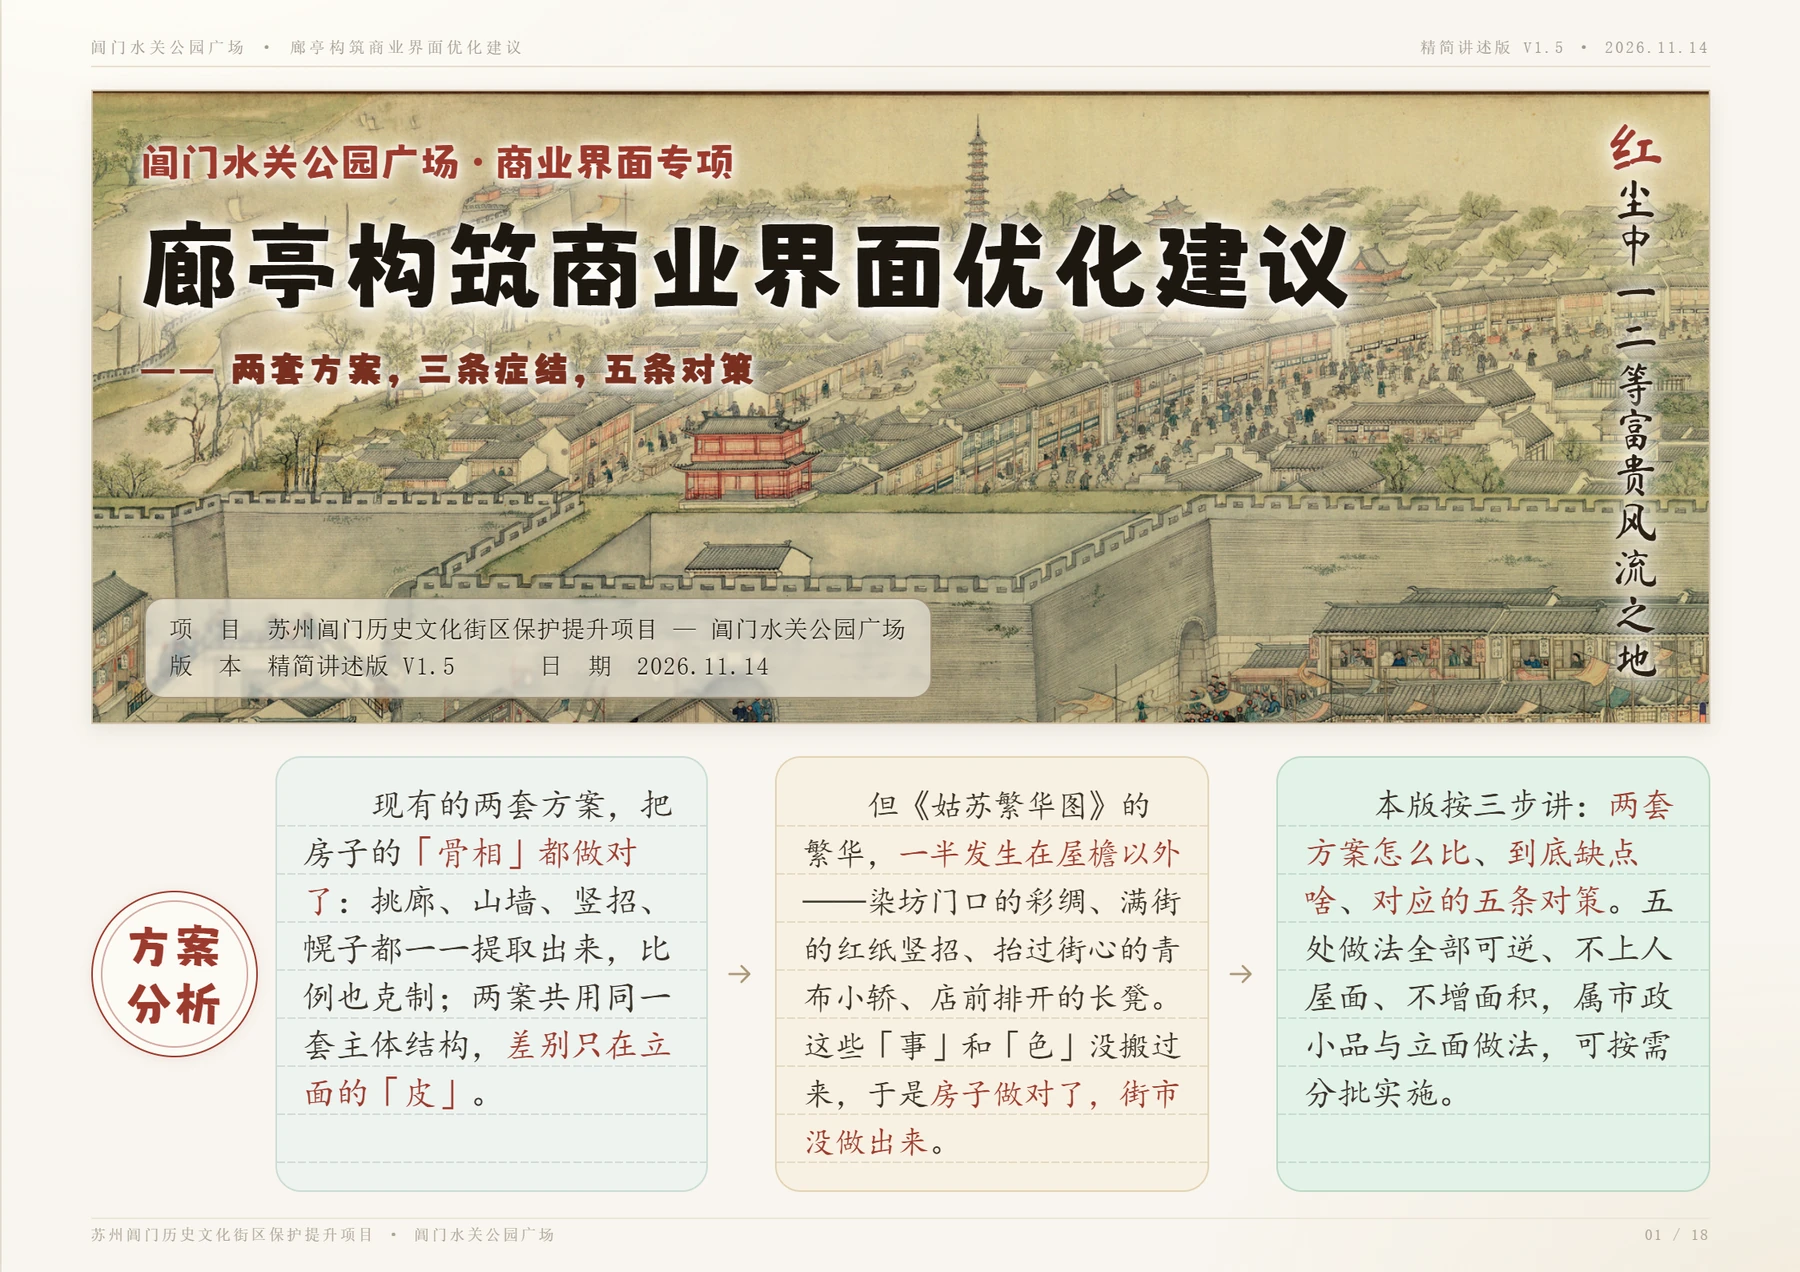 阊门水关公园广场 • 廊亭构筑商业界面优化建议
精简讲述版 V1.5 • 2026.11.14
阊门水关公园广场·商业界面专项
廊亭构筑商业界面优化建议
—— 两套方案，三条症结，五条对策
红尘中一二等富贵风流之地
项 目 苏州阊门历史文化街区保护提升项目 — 阊门水关公园广场
版 本 精简讲述版 V1.5 日 期 2026.11.14
方案
分析
现有的两套方案，把
房子的「骨相」都做对
了：挑廊、山墙、竖招、
幌子都一一提取出来，比
例也克制；两案共用同一
套主体结构，差别只在立
面的「皮」。
→
但《姑苏繁华图》的
繁华，一半发生在屋檐以外
——染坊门口的彩绸、满街
的红纸竖招、抬过街心的青
布小轿、店前排开的长凳。
这些「事」和「色」没搬过
来，于是房子做对了，街市
没做出来。
→
本版按三步讲：两套
方案怎么比、到底缺点
啥、对应的五条对策。五
处做法全部可逆、不上人
屋面、不增面积，属市政
小品与立面做法，可按需
分批实施。
苏州阊门历史文化街区保护提升项目 • 阊门水关公园广场
01 / 18